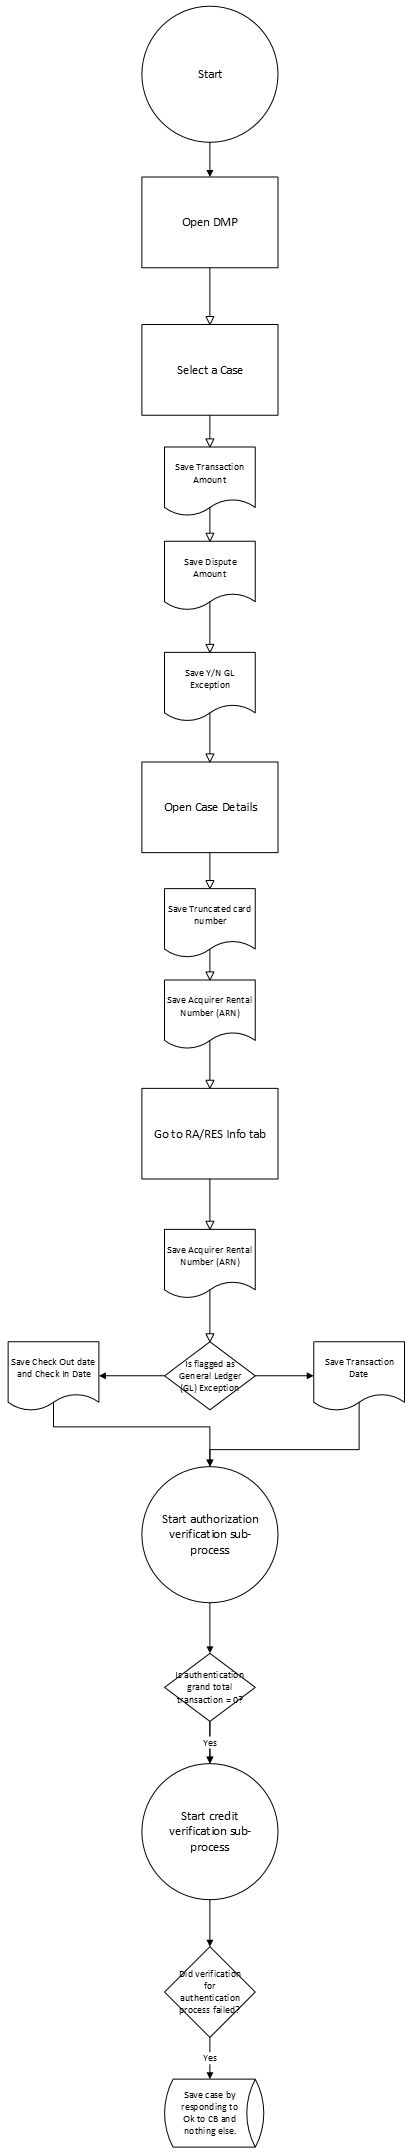 Start
Open DMP
Select a Case
Save Transaction
Amount
Save Dispute
Amount
Save Y/N GL
Exception
Open Case Details
Save Truncated card
number
Save Acquirer Rental
Number (ARN)
Go to RA/RES Info tab
Save Acquirer Rental
Number (ARN)
Save Check Out date
and Check In Date
Is flagged as
General Ledger
(GL) Exception
Save Transaction
Date
Start authorization
verification sub-
process
Is authentication
grand total
transaction = 0?
Yes
Start credit
verification sub-
process
Did verification
for
authentication
process failed?
Yes
Save case by
responding to
Ok to CB and
nothing else.